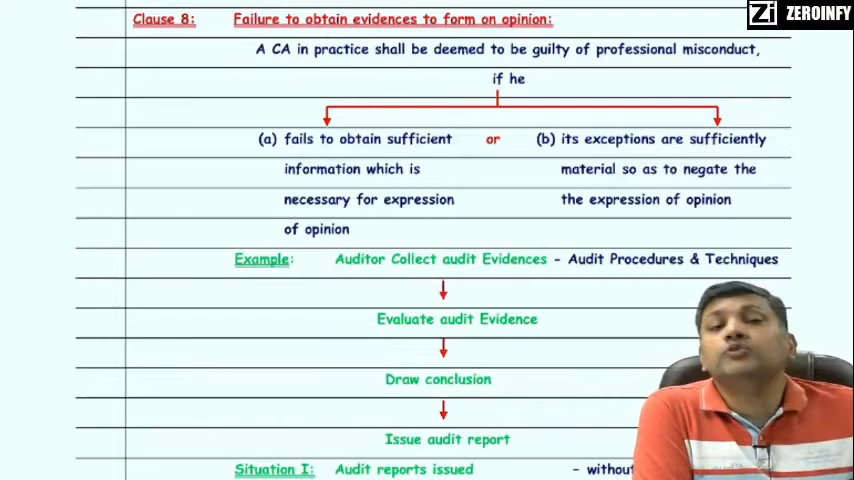 Zi ZEROINFY
Clause 8: Failure to obtain evidences to form on opinion:
A CA in practice shall be deemed to be guilty of professional misconduct,
if he
(a) fails to obtain sufficient or (b) its exceptions are sufficiently
information which is material so as to negate the
necessary for expression the expression of opinion
of opinion
Example: Auditor Collect audit Evidences - Audit Procedures & Techniques
Evaluate audit Evidence
Draw conclusion
Issue audit report
Situation I: Audit reports issued - without